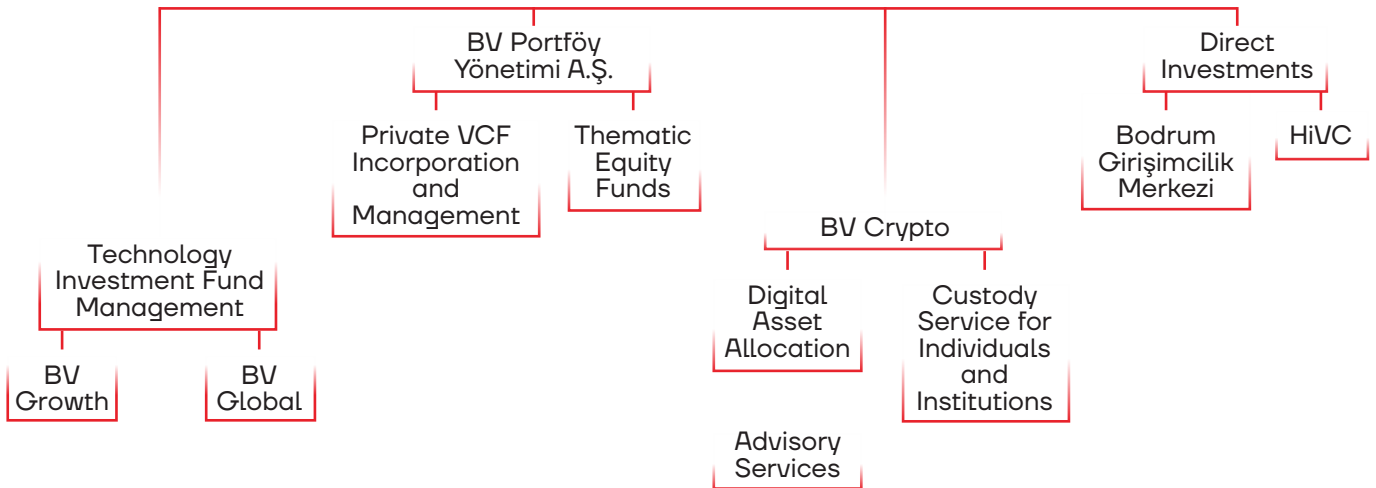 BV Portföy
Yönetimi A.Ş.
Direct
Investments
Private VCF
Incorporation
and
Management
Thematic
Equity
Funds
Bodrum
Girişimcilik
Merkezi
HiVC
BV Crypto
Technology
Investment Fund
Management
Digital
Asset
Allocation
Custody
Service for
Individuals
and
Institutions
BV
Growth
BV
Global
Advisory
Services